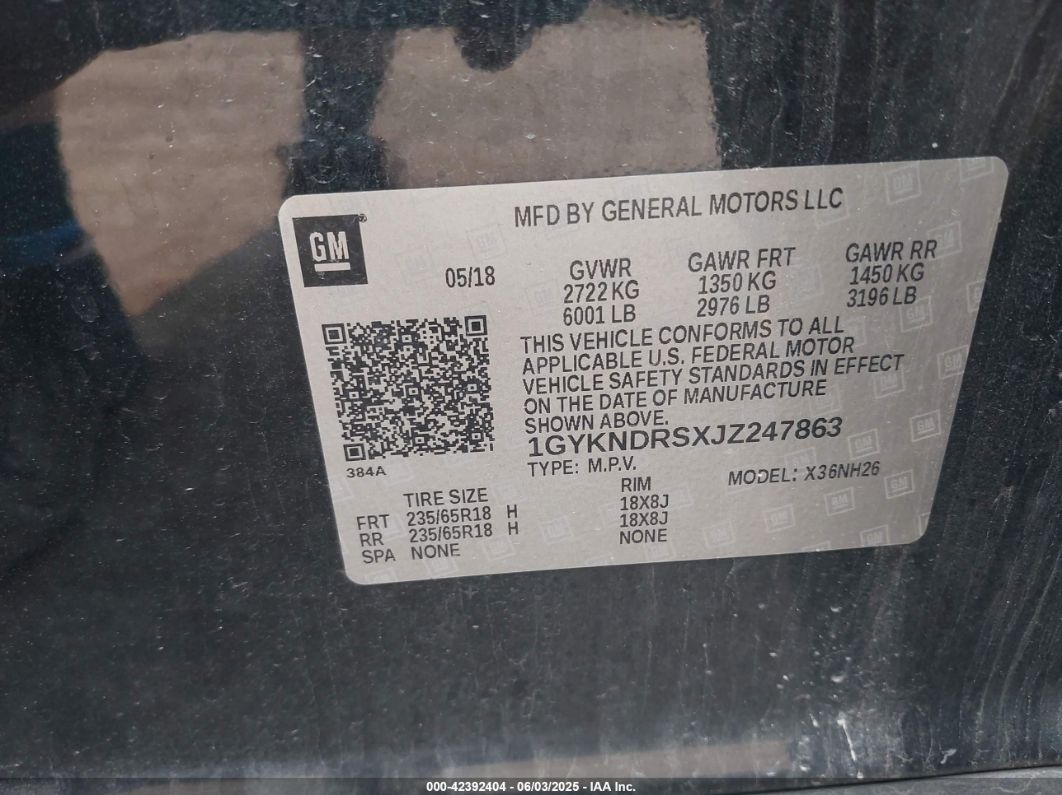 MFD BY GENERAL MOTORS LLC
GM
05/18
GVWR GAWR FRT GAWR RR
2722 KG 1350 KG 1450 KG
6001 LB 2976 LB 3196 LB
THIS VEHICLE CONFORMS TO ALL
APPLICABLE U.S. FEDERAL MOTOR
VEHICLE SAFETY STANDARDS IN EFFECT
ON THE DATE OF MANUFACTURE
SHOWN ABOVE.
1GYKNDRSXJZ247863
384A
TYPE: M.P.V. MODEL: X36NH26
TIRE SIZE RIM
FRT 235/65R18 H 18X8J
RR 235/65R18 H 18X8J
SPA NONE NONE
000-42392404 - 06/03/2025 - IAA Inc.